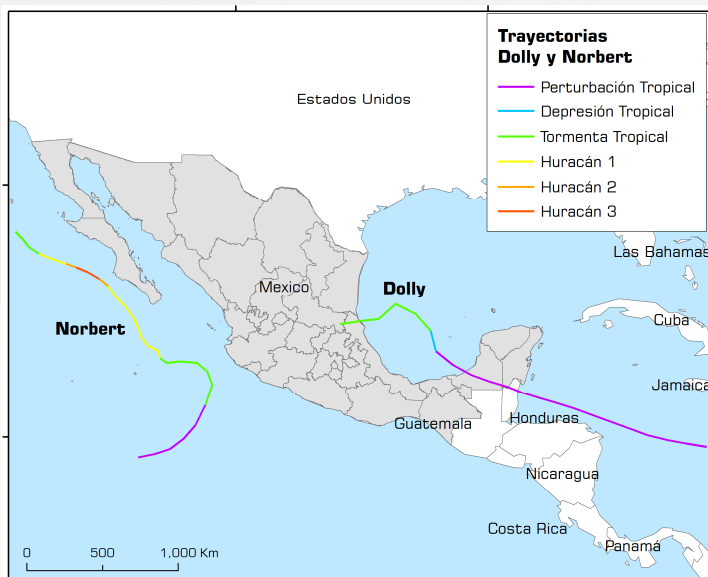 Trayectorias
Dolly y Norbert
Perturbación Tropical
Depresión Tropical
Tormenta Tropical
Huracán 1
Huracán 2
Huracán 3
Estados Unidos
Las Bahamas
Mexico
Dolly
Norbert
Cuba
Jamaica
Guatemala
Honduras
Nicaragua
Costa Rica
Panamá
0 500 1,000 Km